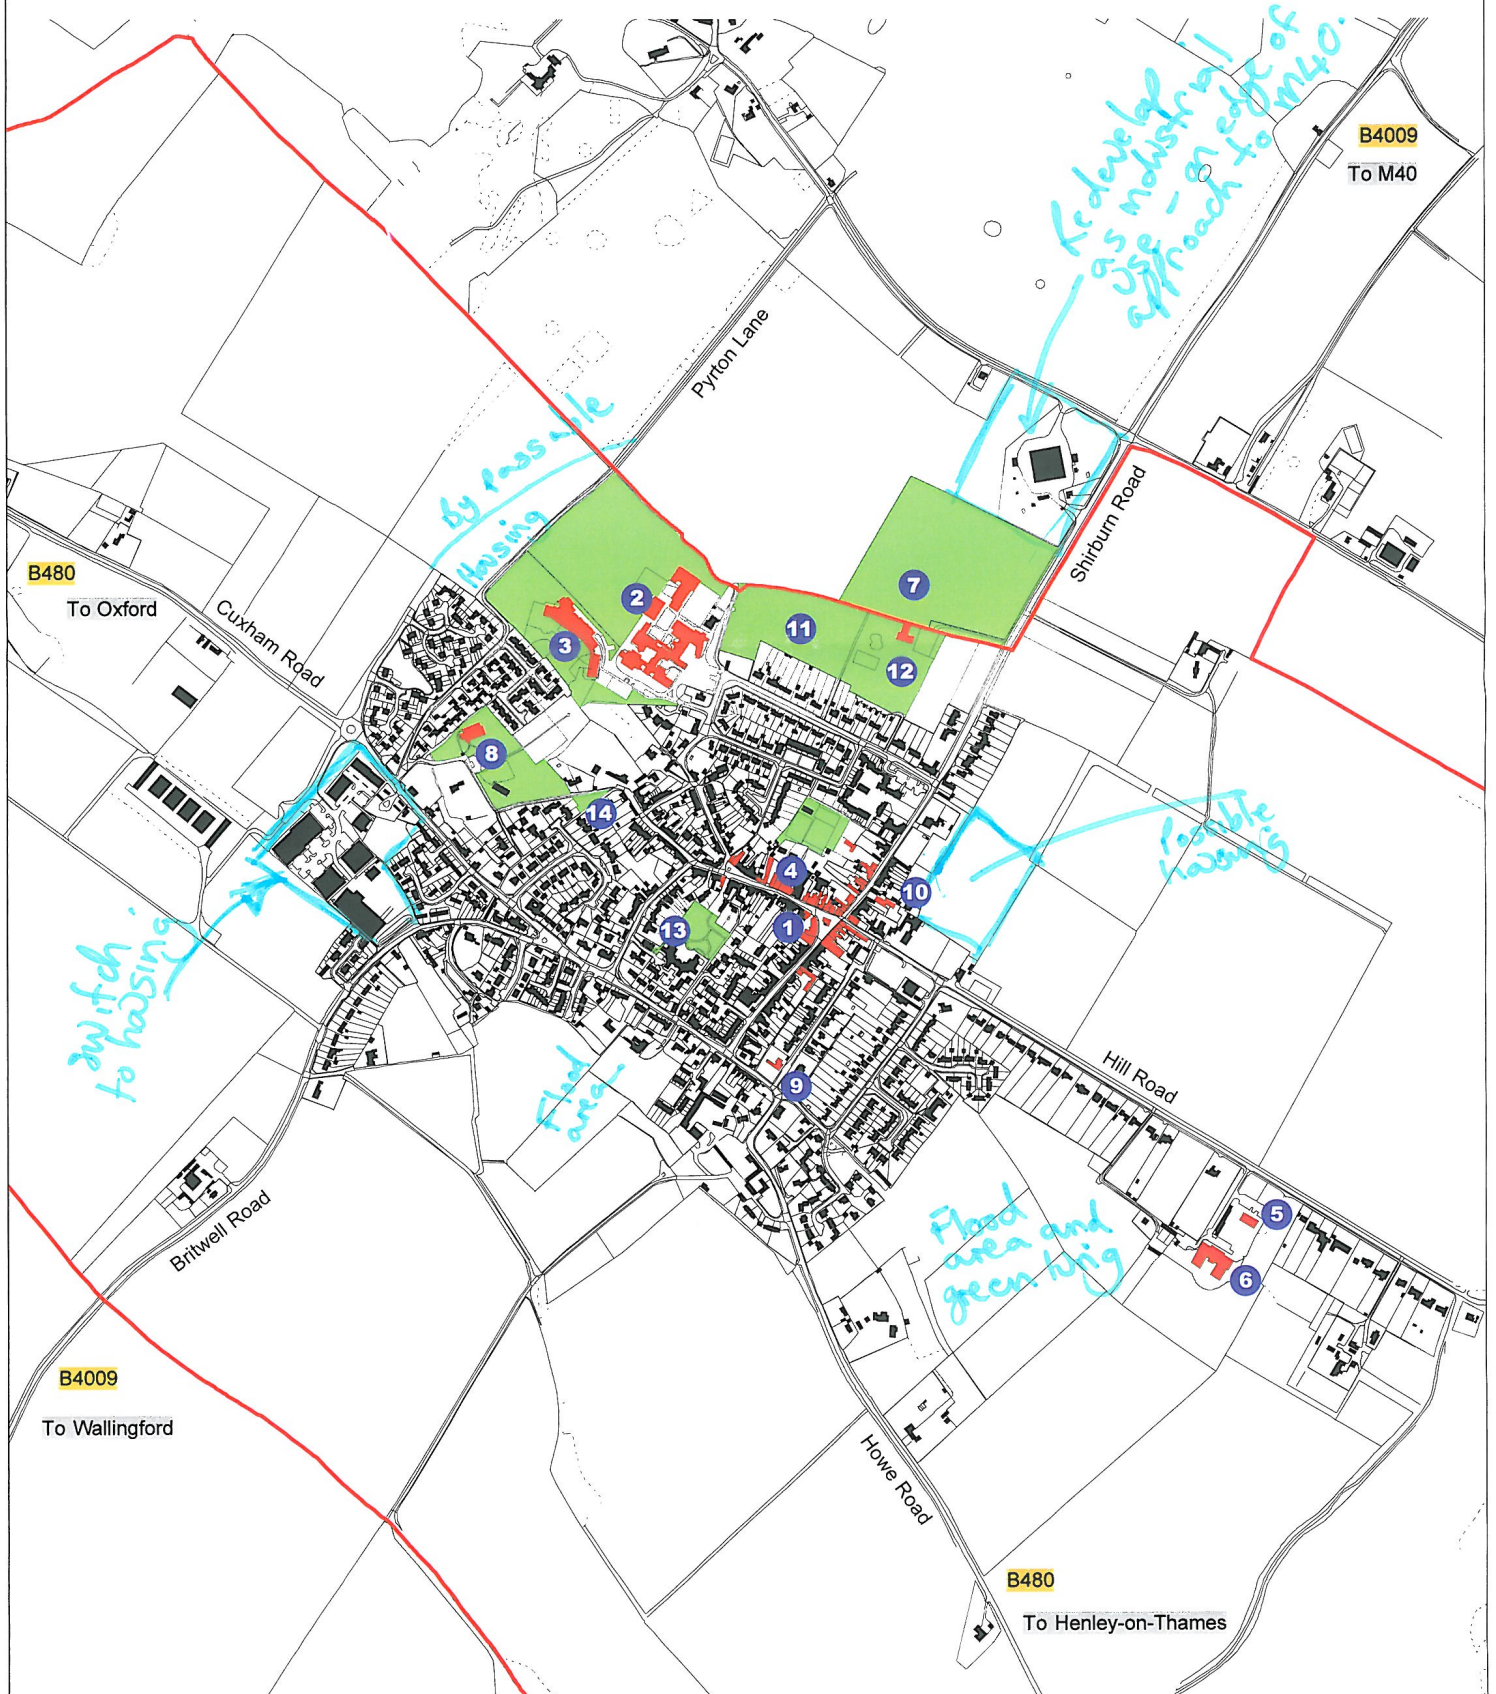 Redevelop
as industrial
use - on edge of
approach to M40.
B4009
To M40
Pyrton Lane
By pass
Housing
Shirburn Road
B480
To Oxford
Cuxham Road
2
3
7
11
12
8
14
4
10
1
13
Possible
housing
switch
to housing
Flood
area
9
Hill Road
Flood
area and
green
5
6
Britwell Road
B4009
To Wallingford
Howe Road
B480
To Henley-on-Thames